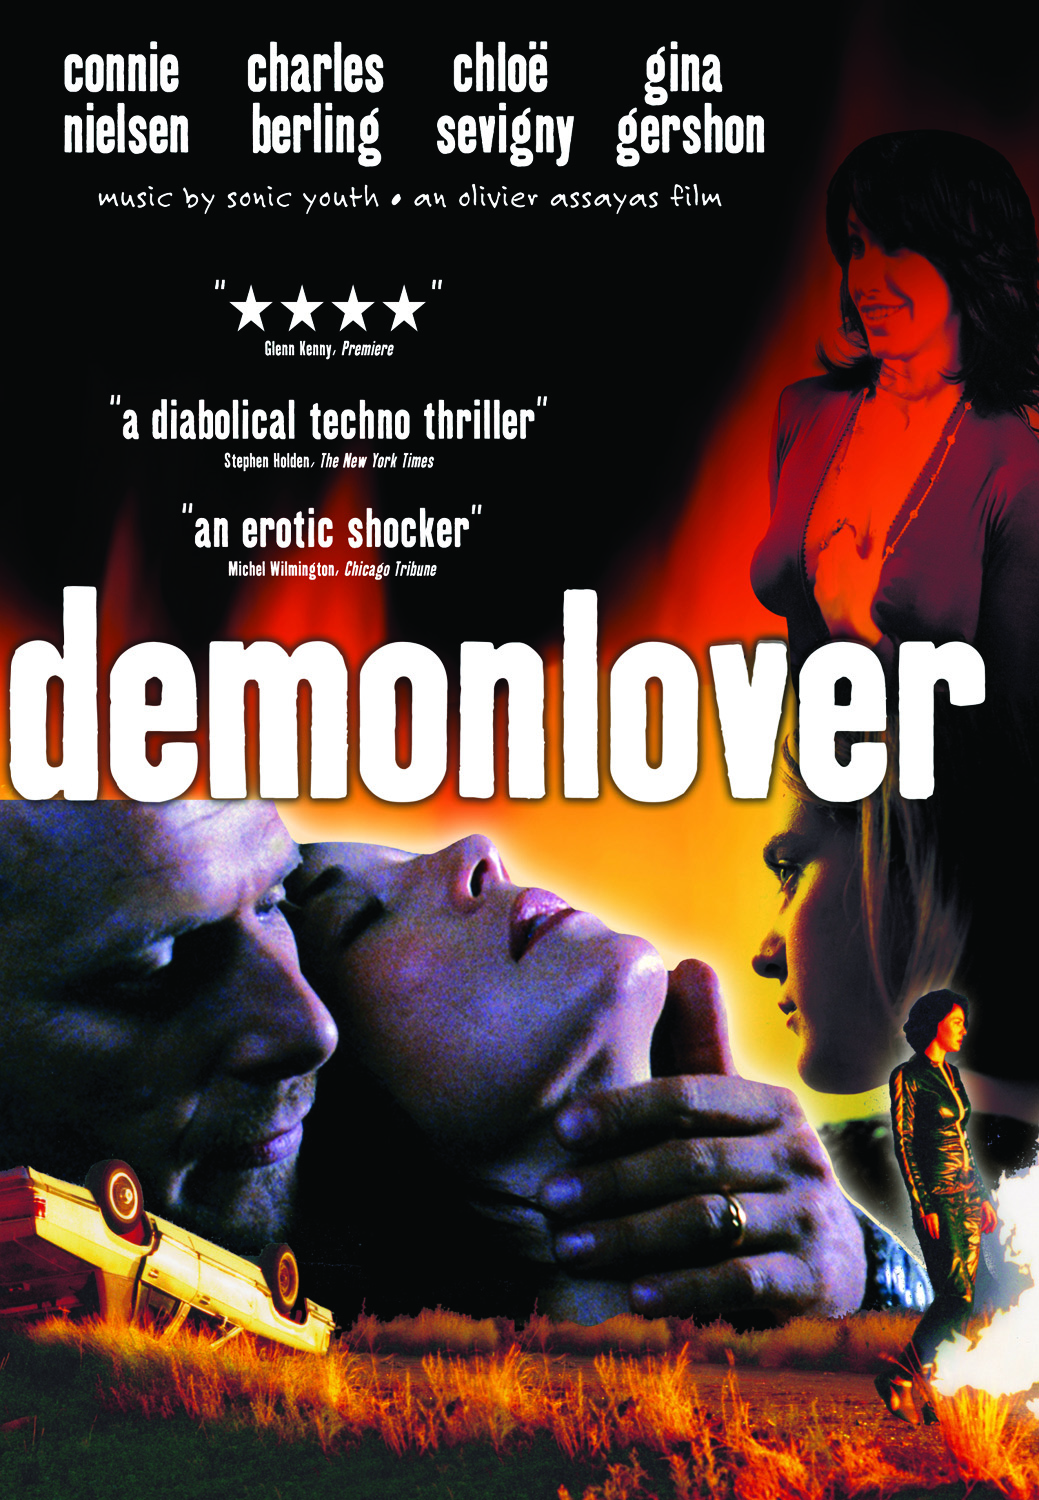 connie charles chloë gina
nielsen berling sevigny gershon
music by sonic youth • an olivier assayas film
"★★★★"
Glenn Kenny, Premiere
"a diabolical techno thriller"
Stephen Holden, The New York Times
"an erotic shocker"
Michel Wilmington, Chicago Tribune
demonlover